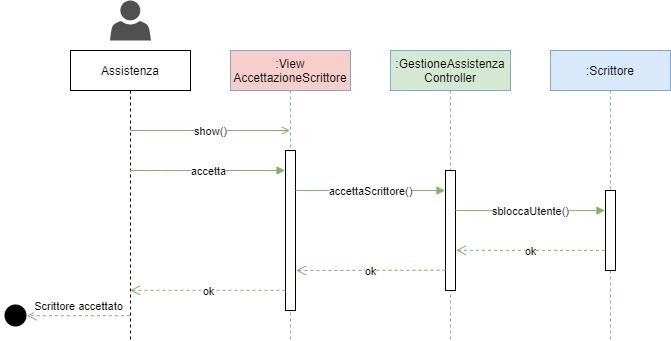 Assistenza
:View
AccettazioneScrittore
:GestioneAssistenza
Controller
:Scrittore
show()
accetta
accettaScrittore()
sbloccaUtente()
ok
ok
ok
Scrittore accettato